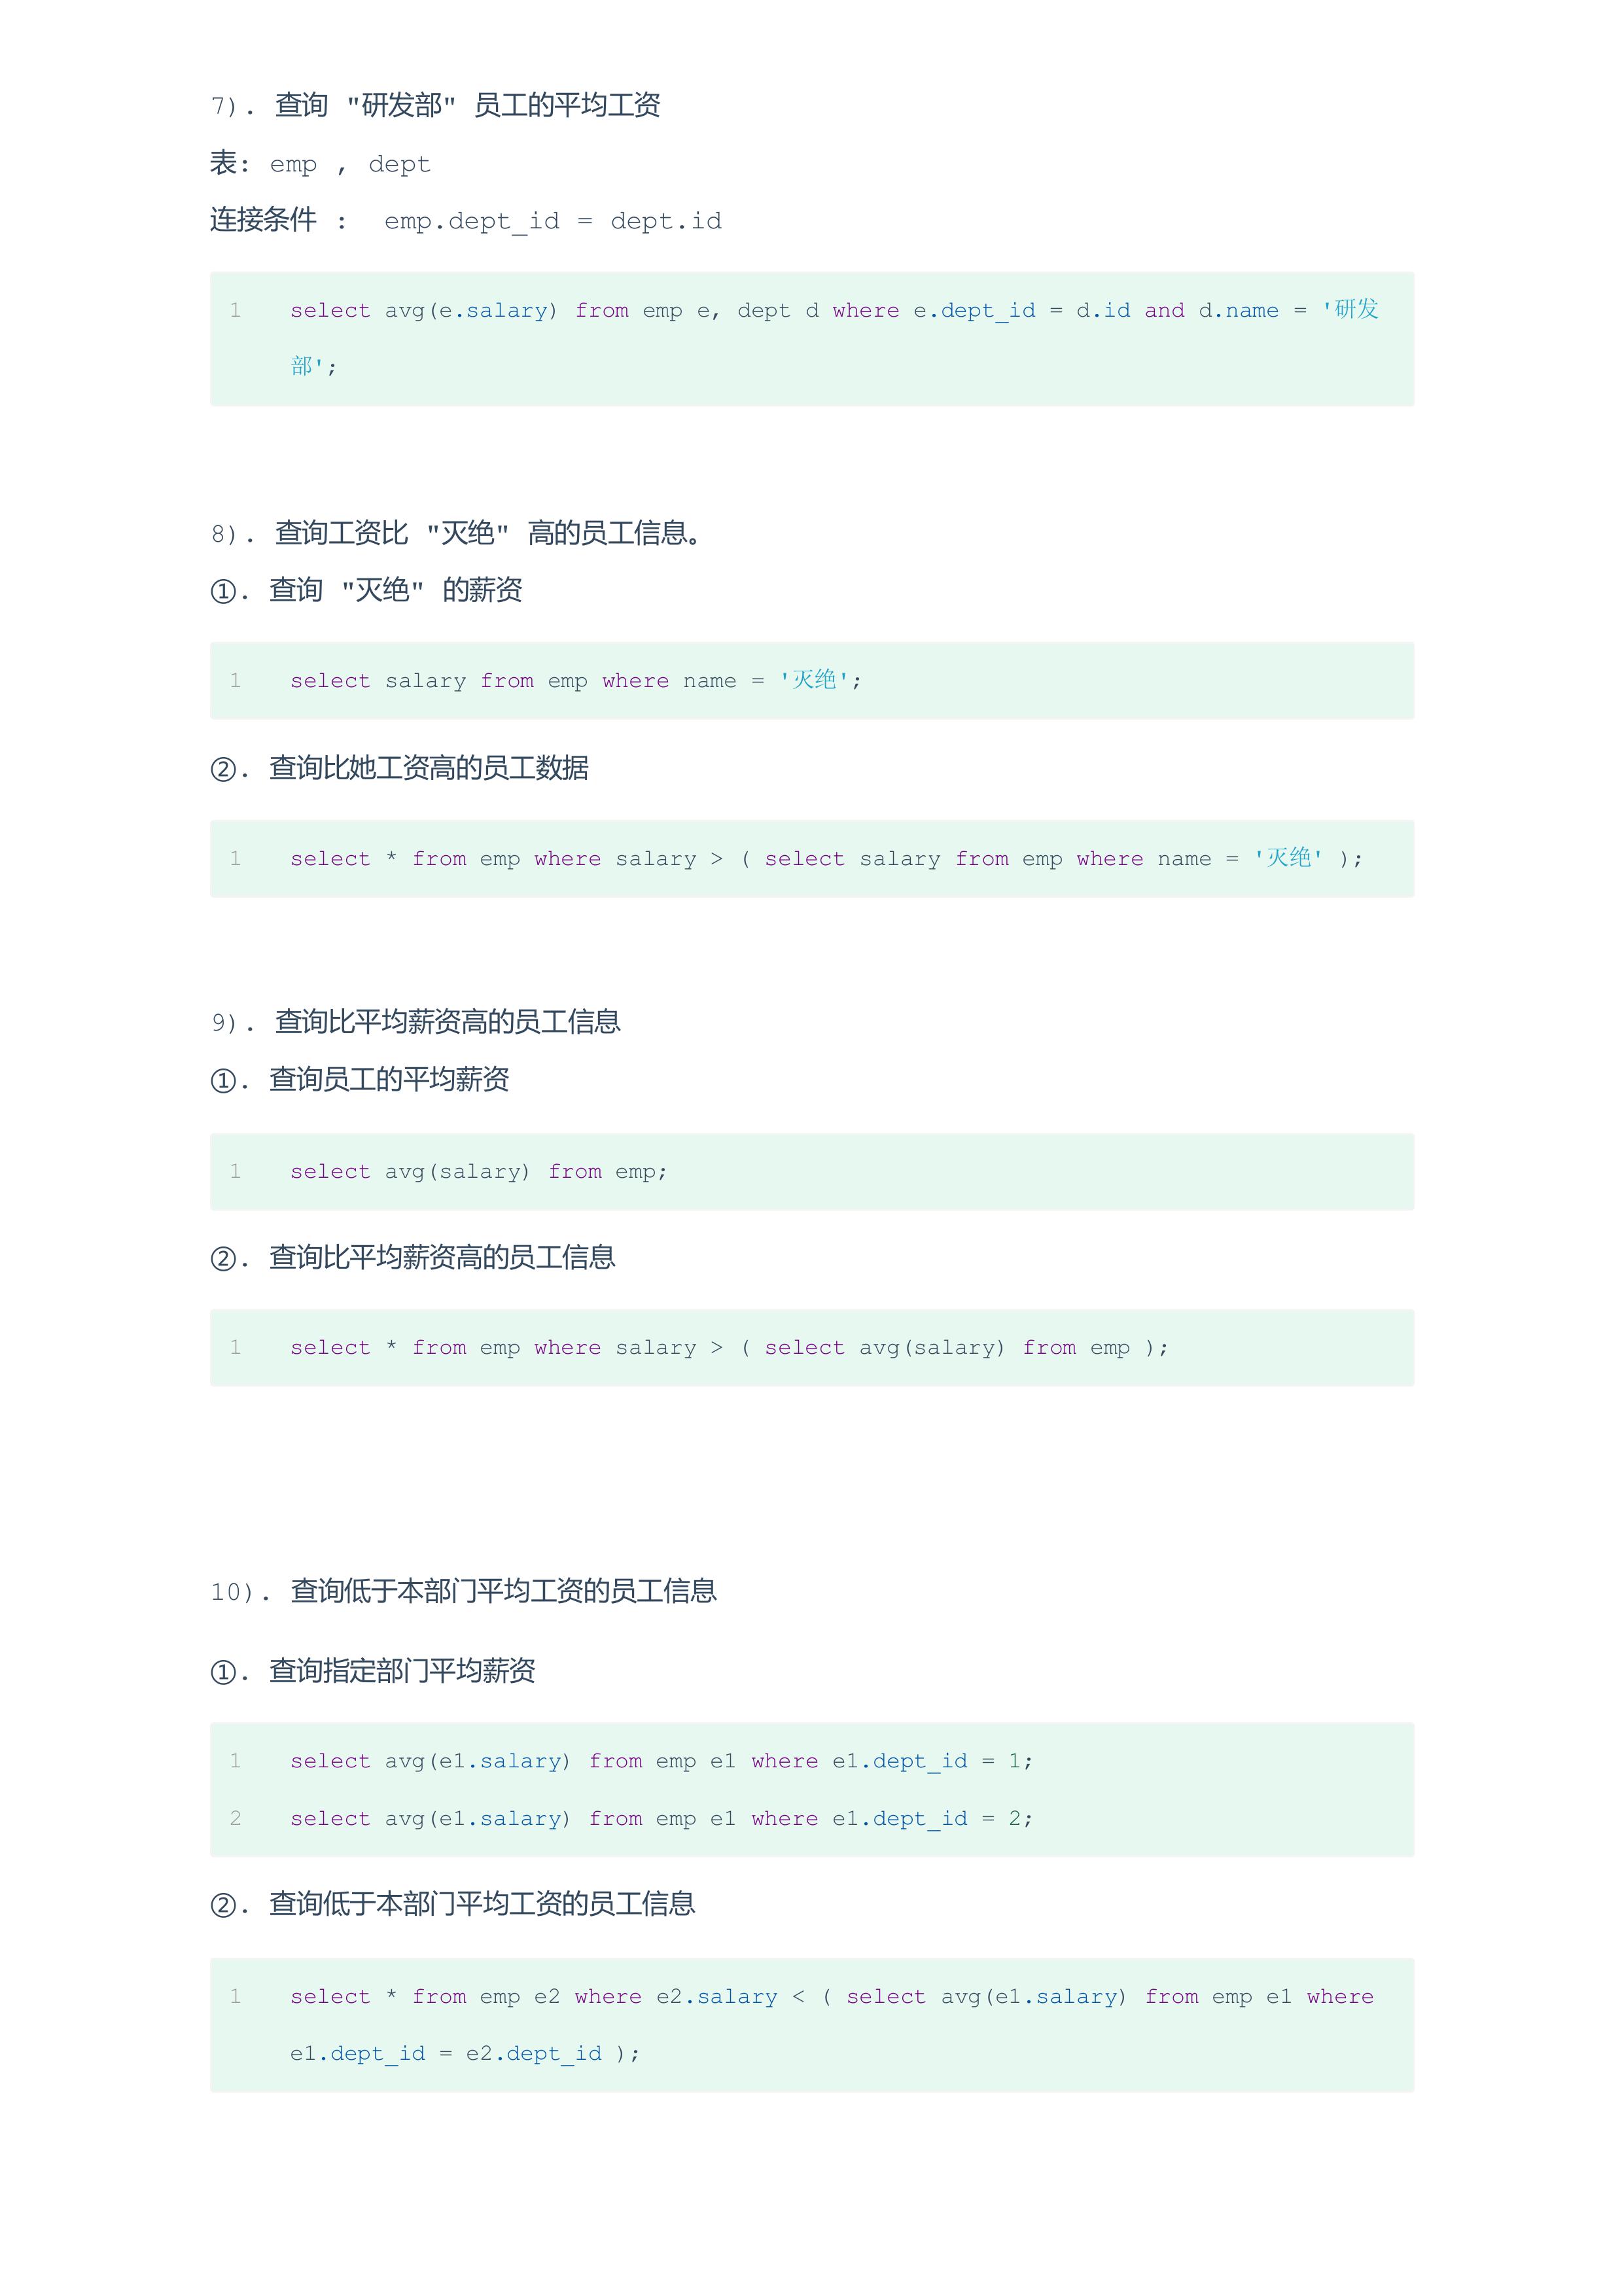 7). 查询 "研发部" 员工的平均工资
表: emp , dept
连接条件 :  emp.dept_id = dept.id
1 select avg(e.salary) from emp e, dept d where e.dept_id = d.id and d.name = '研发
部';
8). 查询工资比 "灭绝" 高的员工信息。
①. 查询 "灭绝" 的薪资
1 select salary from emp where name = '灭绝';
②. 查询比她工资高的员工数据
1 select * from emp where salary > ( select salary from emp where name = '灭绝' );
9). 查询比平均薪资高的员工信息
①. 查询员工的平均薪资
1 select avg(salary) from emp;
②. 查询比平均薪资高的员工信息
1 select * from emp where salary > ( select avg(salary) from emp );
10). 查询低于本部门平均工资的员工信息
①. 查询指定部门平均薪资
1 select avg(e1.salary) from emp e1 where e1.dept_id = 1;
2 select avg(e1.salary) from emp e1 where e1.dept_id = 2;
②. 查询低于本部门平均工资的员工信息
1 select * from emp e2 where e2.salary < ( select avg(e1.salary) from emp e1 where
e1.dept_id = e2.dept_id );